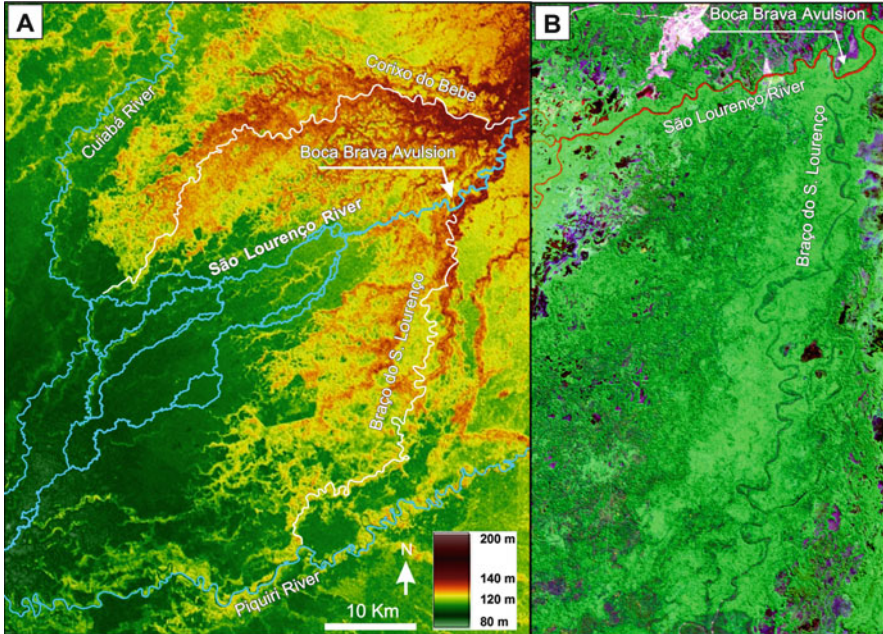 A
Cuiabá River
Corixo do Bebe
Boca Brava Avulsion
São Lourenço River
Braço do S. Lourenço
Piquiri River
N
10 Km
200 m
140 m
120 m
80 m
B
Boca Brava Avulsion
São Lourenço River
Braço do S. Lourenço